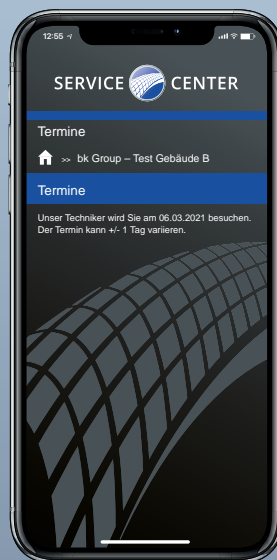 12:55
SERVICE CENTER
Termine
>> bk Group – Test Gebäude B
Termine
Unser Techniker wird Sie am 06.03.2021 besuchen.
Der Termin kann +/- 1 Tag variieren.